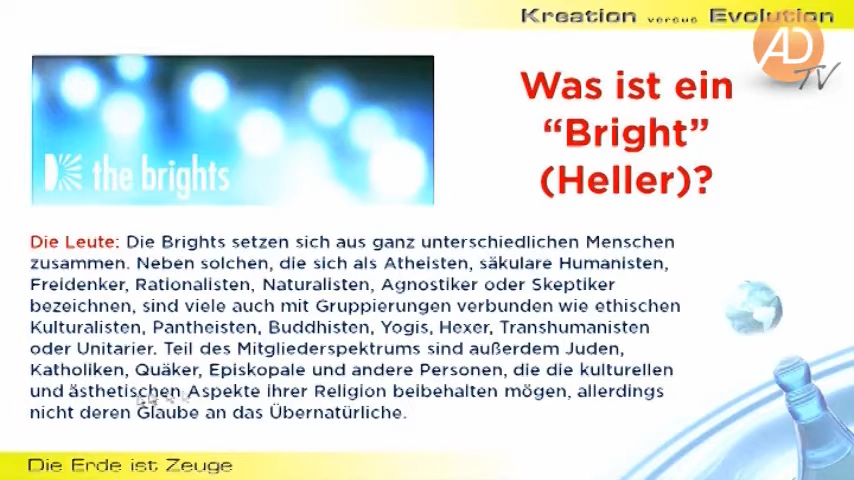 Kreation versus Evolution
AD
TV
the brights
Was ist ein
“Bright”
(Heller)?
Die Leute: Die Brights setzen sich aus ganz unterschiedlichen Menschen
zusammen. Neben solchen, die sich als Atheisten, säkulare Humanisten,
Freidenker, Rationalisten, Naturalisten, Agnostiker oder Skeptiker
bezeichnen, sind viele auch mit Gruppierungen verbunden wie ethischen
Kulturalisten, Pantheisten, Buddhisten, Yogis, Hexer, Transhumanisten
oder Unitarier. Teil des Mitgliederspektrums sind außerdem Juden,
Katholiken, Quäker, Episkopale und andere Personen, die die kulturellen
und ästhetischen Aspekte ihrer Religion beibehalten mögen, allerdings
nicht deren Glaube an das Übernatürliche.
Die Erde ist Zeuge